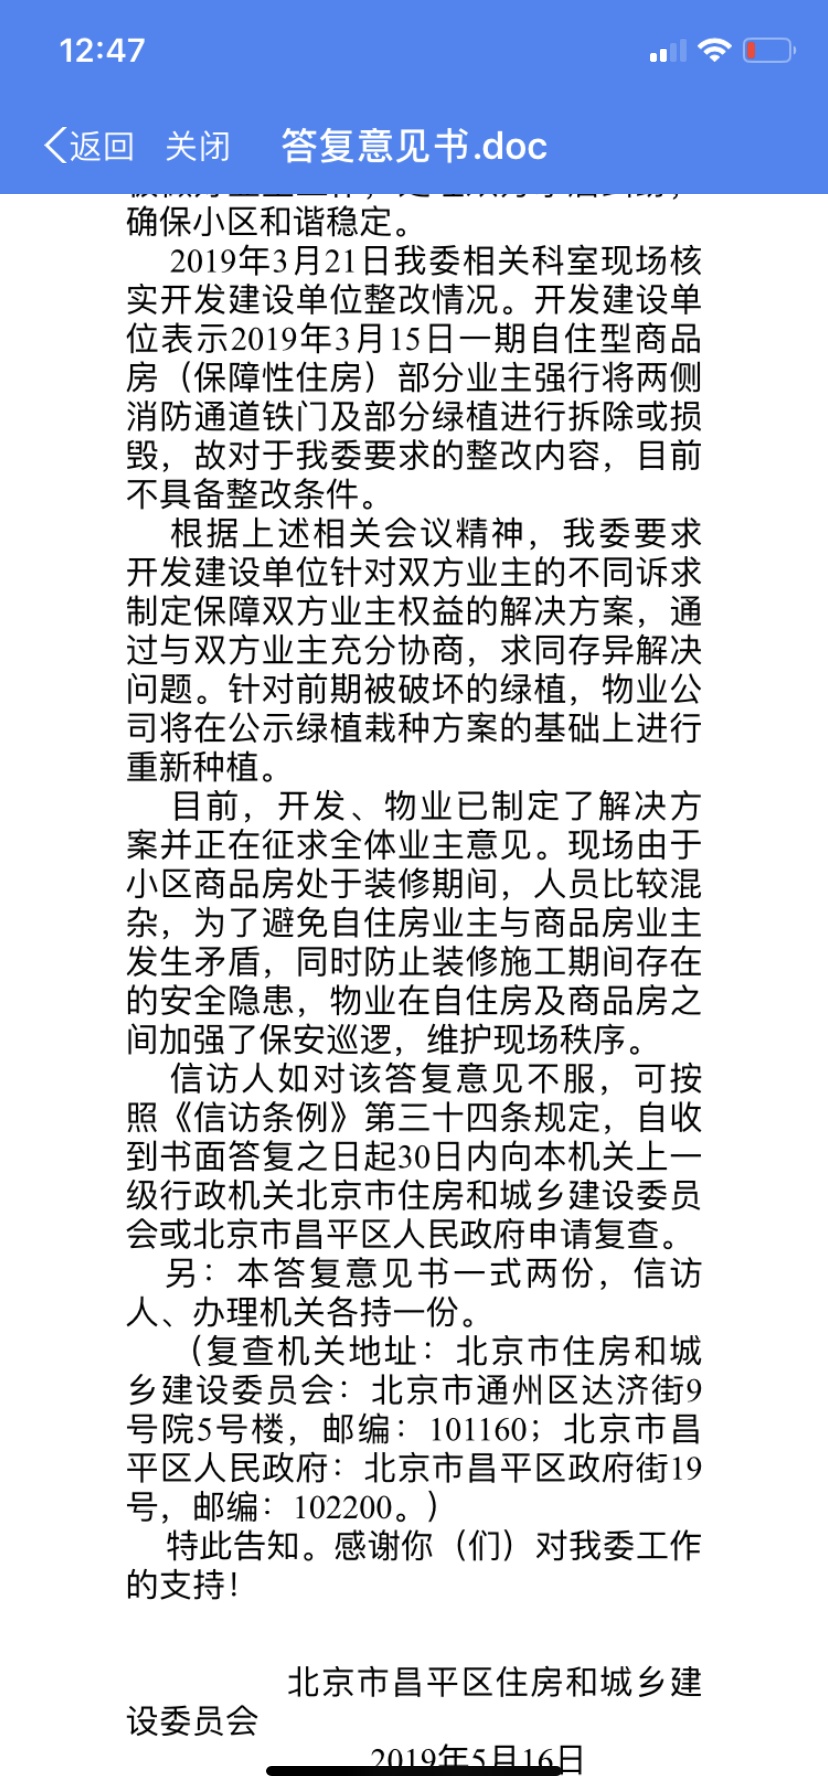 12:47
返回 关闭 答复意见书.doc
确保小区和谐稳定。
2019年3月21日我委相关科室现场核
实开发建设单位整改情况。开发建设单
位表示2019年3月15日一期自住型商品
房（保障性住房）部分业主强行将两侧
消防通道铁门及部分绿植进行拆除或损
毁，故对于我委要求的整改内容，目前
不具备整改条件。
根据上述相关会议精神，我委要求
开发建设单位针对双方业主的不同诉求
制定保障双方业主权益的解决方案，通
过与双方业主充分协商，求同存异解决
问题。针对前期被破坏的绿植，物业公
司将在公示绿植栽种方案的基础上进行
重新种植。
目前，开发、物业已制定了解决方
案并正在征求全体业主意见。现场由于
小区商品房处于装修期间，人员比较混
杂，为了避免自住房业主与商品房业主
发生矛盾，同时防止装修施工期间存在
的安全隐患，物业在自住房及商品房之
间加强了保安巡逻，维护现场秩序。
信访人如对该答复意见不服，可按
照《信访条例》第三十四条规定，自收
到书面答复之日起30日内向本机关上一
级行政机关北京市住房和城乡建设委员
会或北京市昌平区人民政府申请复查。
另：本答复意见书一式两份，信访
人、办理机关各持一份。
（复查机关地址：北京市住房和城
乡建设委员会：北京市通州区达济街9
号院5号楼，邮编：101160；北京市昌
平区人民政府：北京市昌平区政府街19
号，邮编：102200。）
特此告知。感谢你（们）对我委工作
的支持！
北京市昌平区住房和城乡建
设委员会
2019年5月16日